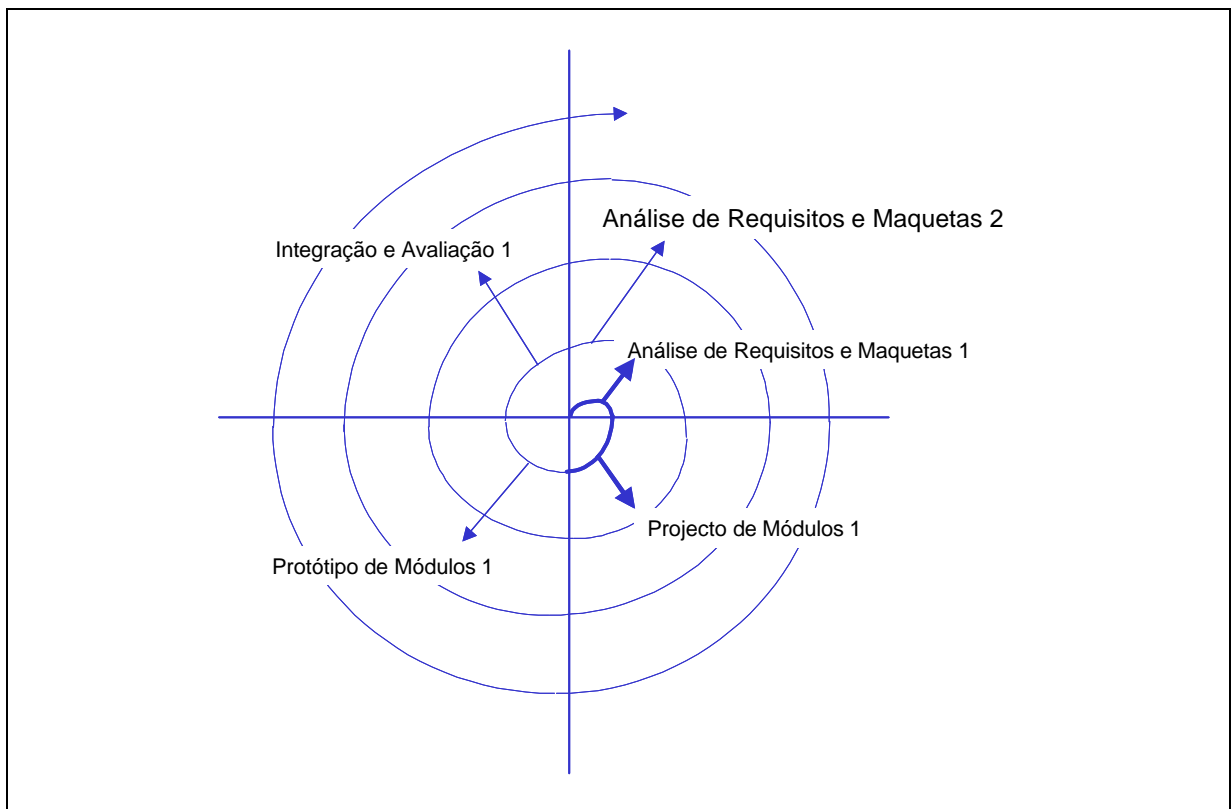 Análise de Requisitos e Maquetas 2
Integração e Avaliação 1
Análise de Requisitos e Maquetas 1
Projecto de Módulos 1
Protótipo de Módulos 1